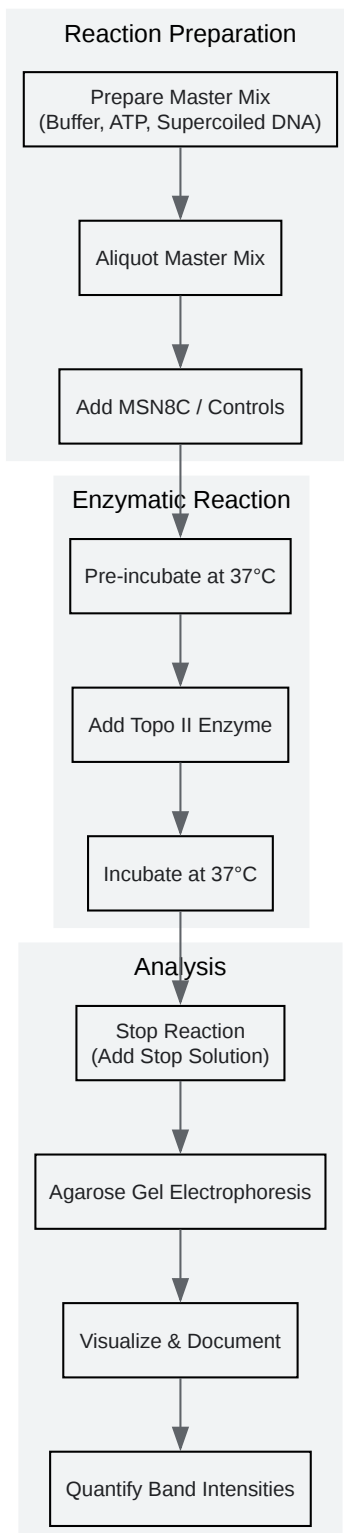 Reaction Preparation
Prepare Master Mix
(Buffer, ATP, Supercoiled DNA)
Aliquot Master Mix
Add MSN8C / Controls
Enzymatic Reaction
Pre-incubate at 37°C
Add Topo II Enzyme
Incubate at 37°C
Analysis
Stop Reaction
(Add Stop Solution)
Agarose Gel Electrophoresis
Visualize & Document
Quantify Band Intensities